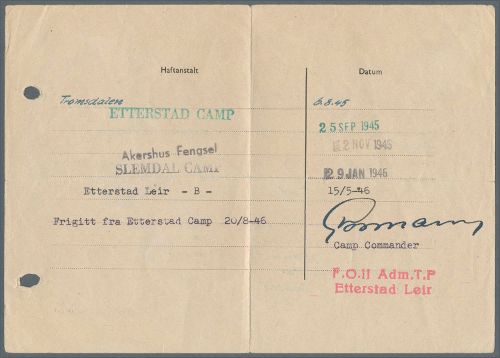 Haftanstalt Datum
Tromsdalen 6.8.45
ETTERSTAD CAMP
25 SEP 1945
2 NOV 1945
Akershus Fengsel
SLEMDAL CAMP
29 JAN 1946
Etterstad Leir - B - 15/5-46
Frigitt fra Etterstad Camp 20/8-46
Camp Commander
F.O.II Adm.T.P
Etterstad Leir